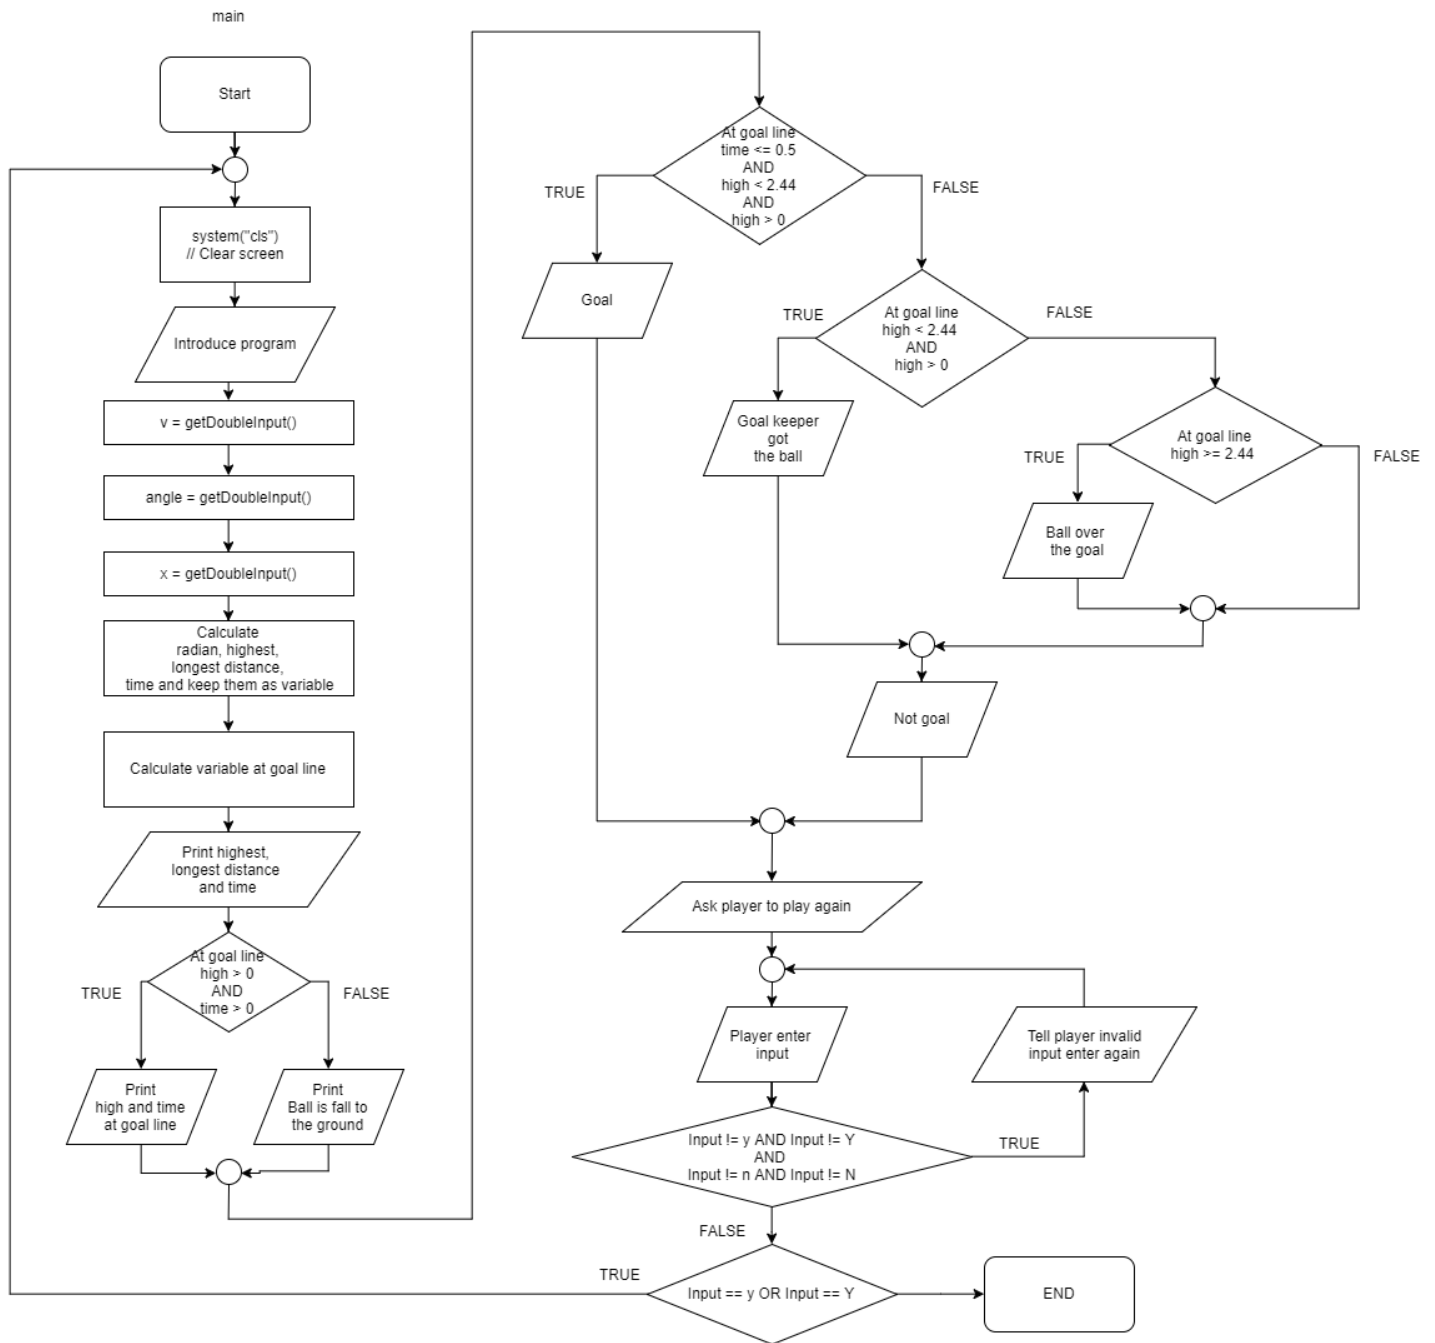 main
Start
system("cls")
// Clear screen
Introduce program
v = getDoubleInput()
angle = getDoubleInput()
x = getDoubleInput()
Calculate
radian, highest,
longest distance,
time and keep them as variable
Calculate variable at goal line
Print highest,
longest distance
and time
At goal line
high > 0
AND
time > 0
TRUE
FALSE
Print
high and time
at goal line
Print
Ball is fall to
the ground
At goal line
time <= 0.5
AND
high < 2.44
AND
high > 0
TRUE
FALSE
Goal
At goal line
high < 2.44
AND
high > 0
TRUE
FALSE
Goal keeper
got
the ball
At goal line
high >= 2.44
TRUE
FALSE
Ball over
the goal
Not goal
Ask player to play again
Player enter
input
Tell player invalid
input enter again
Input != y AND Input != Y
AND
Input != n AND Input != N
TRUE
FALSE
Input == y OR Input == Y
TRUE
END